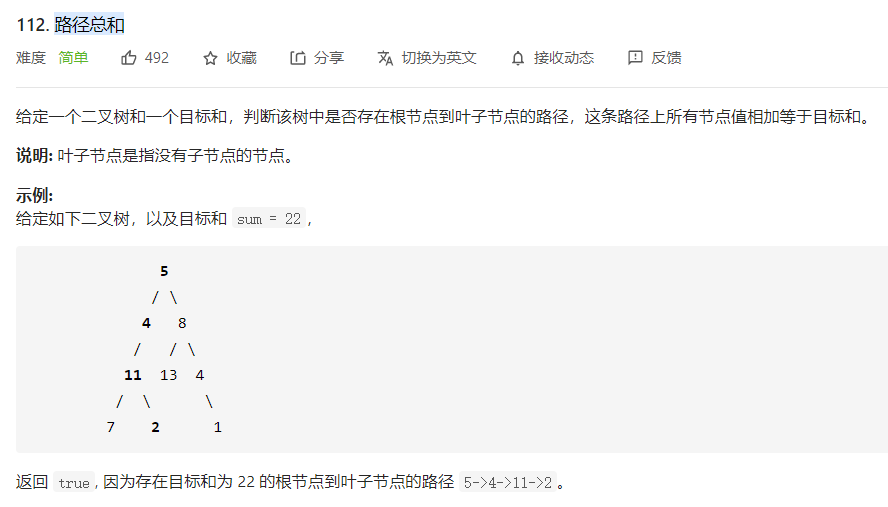 112. 路径总和
难度 简单 492 收藏 分享 切换为英文 接收动态 反馈
给定一个二叉树和一个目标和，判断该树中是否存在根节点到叶子节点的路径，这条路径上所有节点值相加等于目标和。
说明: 叶子节点是指没有子节点的节点。
示例:
给定如下二叉树，以及目标和 sum = 22，
5
/ \
4 8
/ / \
11 13 4
/ \ \
7 2 1
返回 true, 因为存在目标和为 22 的根节点到叶子节点的路径 5->4->11->2。